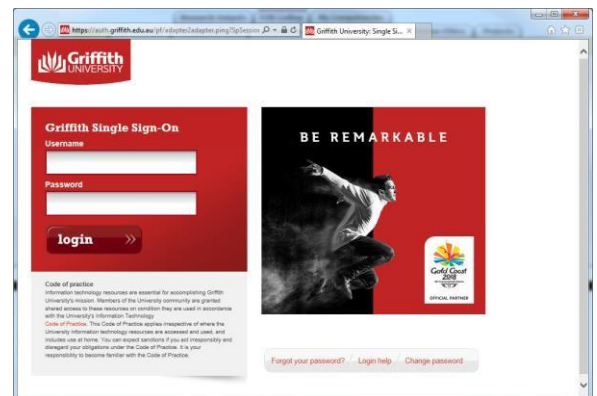 https://auth.griffith.edu.au/pf/adapter2adapter.ping?SpSession
Griffith University: Single Si...
Griffith
UNIVERSITY
Griffith Single Sign-On
Username
Password
login »
BE REMARKABLE
Gold Coast
2018
OFFICIAL PARTNER
Code of practice
Information technology resources are essential for accomplishing Griffith
University's mission. Members of the University community are granted
shared access to these resources on condition they are used in accordance
with the University's Information Technology
Code of Practice. This Code of Practice applies irrespective of where the
University information technology resources are accessed and used, and
includes use at home. You can expect sanctions if you act irresponsibly and
disregard your obligations under the Code of Practice. It is your
responsibility to become familiar with the Code of Practice.
Forgot your password? / Login help / Change password